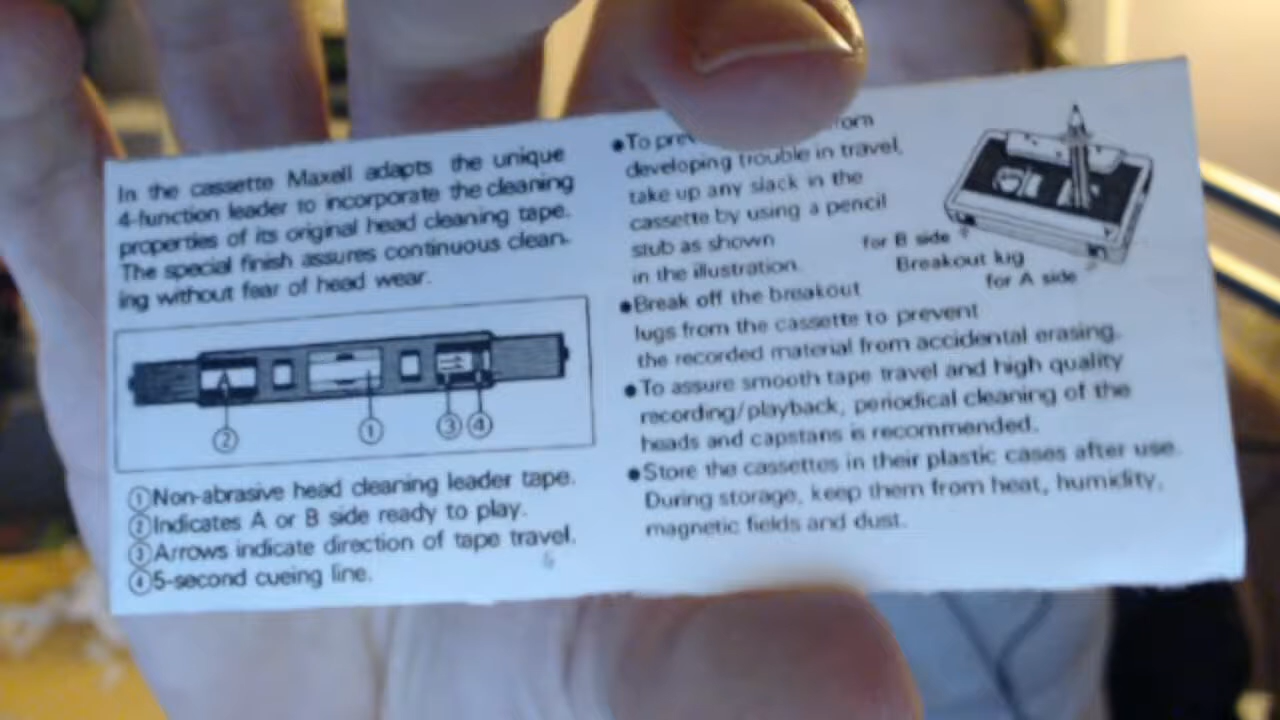 In the cassette Maxell adapts the unique
4-function leader to incorporate the cleaning
properties of its original head cleaning tape.
The special finish assures continuous clean-
ing without fear of head wear.
② ① ③ ④
①Non-abrasive head cleaning leader tape.
②Indicates A or B side ready to play.
③Arrows indicate direction of tape travel.
④5-second cueing line.
●To
developing trouble in travel,
take up any slack in the
cassette by using a pencil
stub as shown
in the illustration.
for B side
Breakout lug
for A side
●Break off the breakout
lugs from the cassette to prevent
the recorded material from accidental erasing.
●To assure smooth tape travel and high quality
recording/playback, periodical cleaning of the
heads and capstans is recommended.
●Store the cassettes in their plastic cases after use.
During storage, keep them from heat, humidity,
magnetic fields and dust.